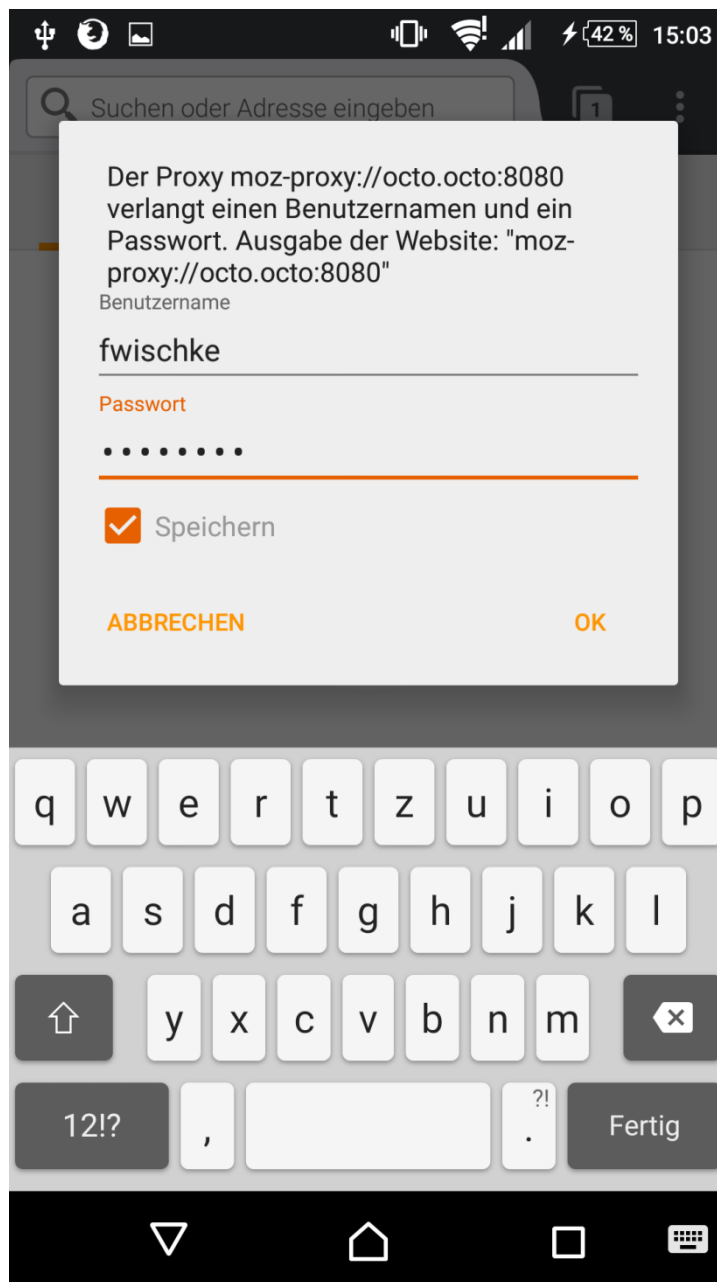 42 % 15:03
Suchen oder Adresse eingeben 1
Der Proxy moz-proxy://octo.octo:8080
verlangt einen Benutzernamen und ein
Passwort. Ausgabe der Website: "moz-
proxy://octo.octo:8080"
Benutzername
fwischke
Passwort
••••••••
Speichern
ABBRECHEN OK
q w e r t z u i o p
a s d f g h j k l
y x c v b n m
12!? , ?! . Fertig